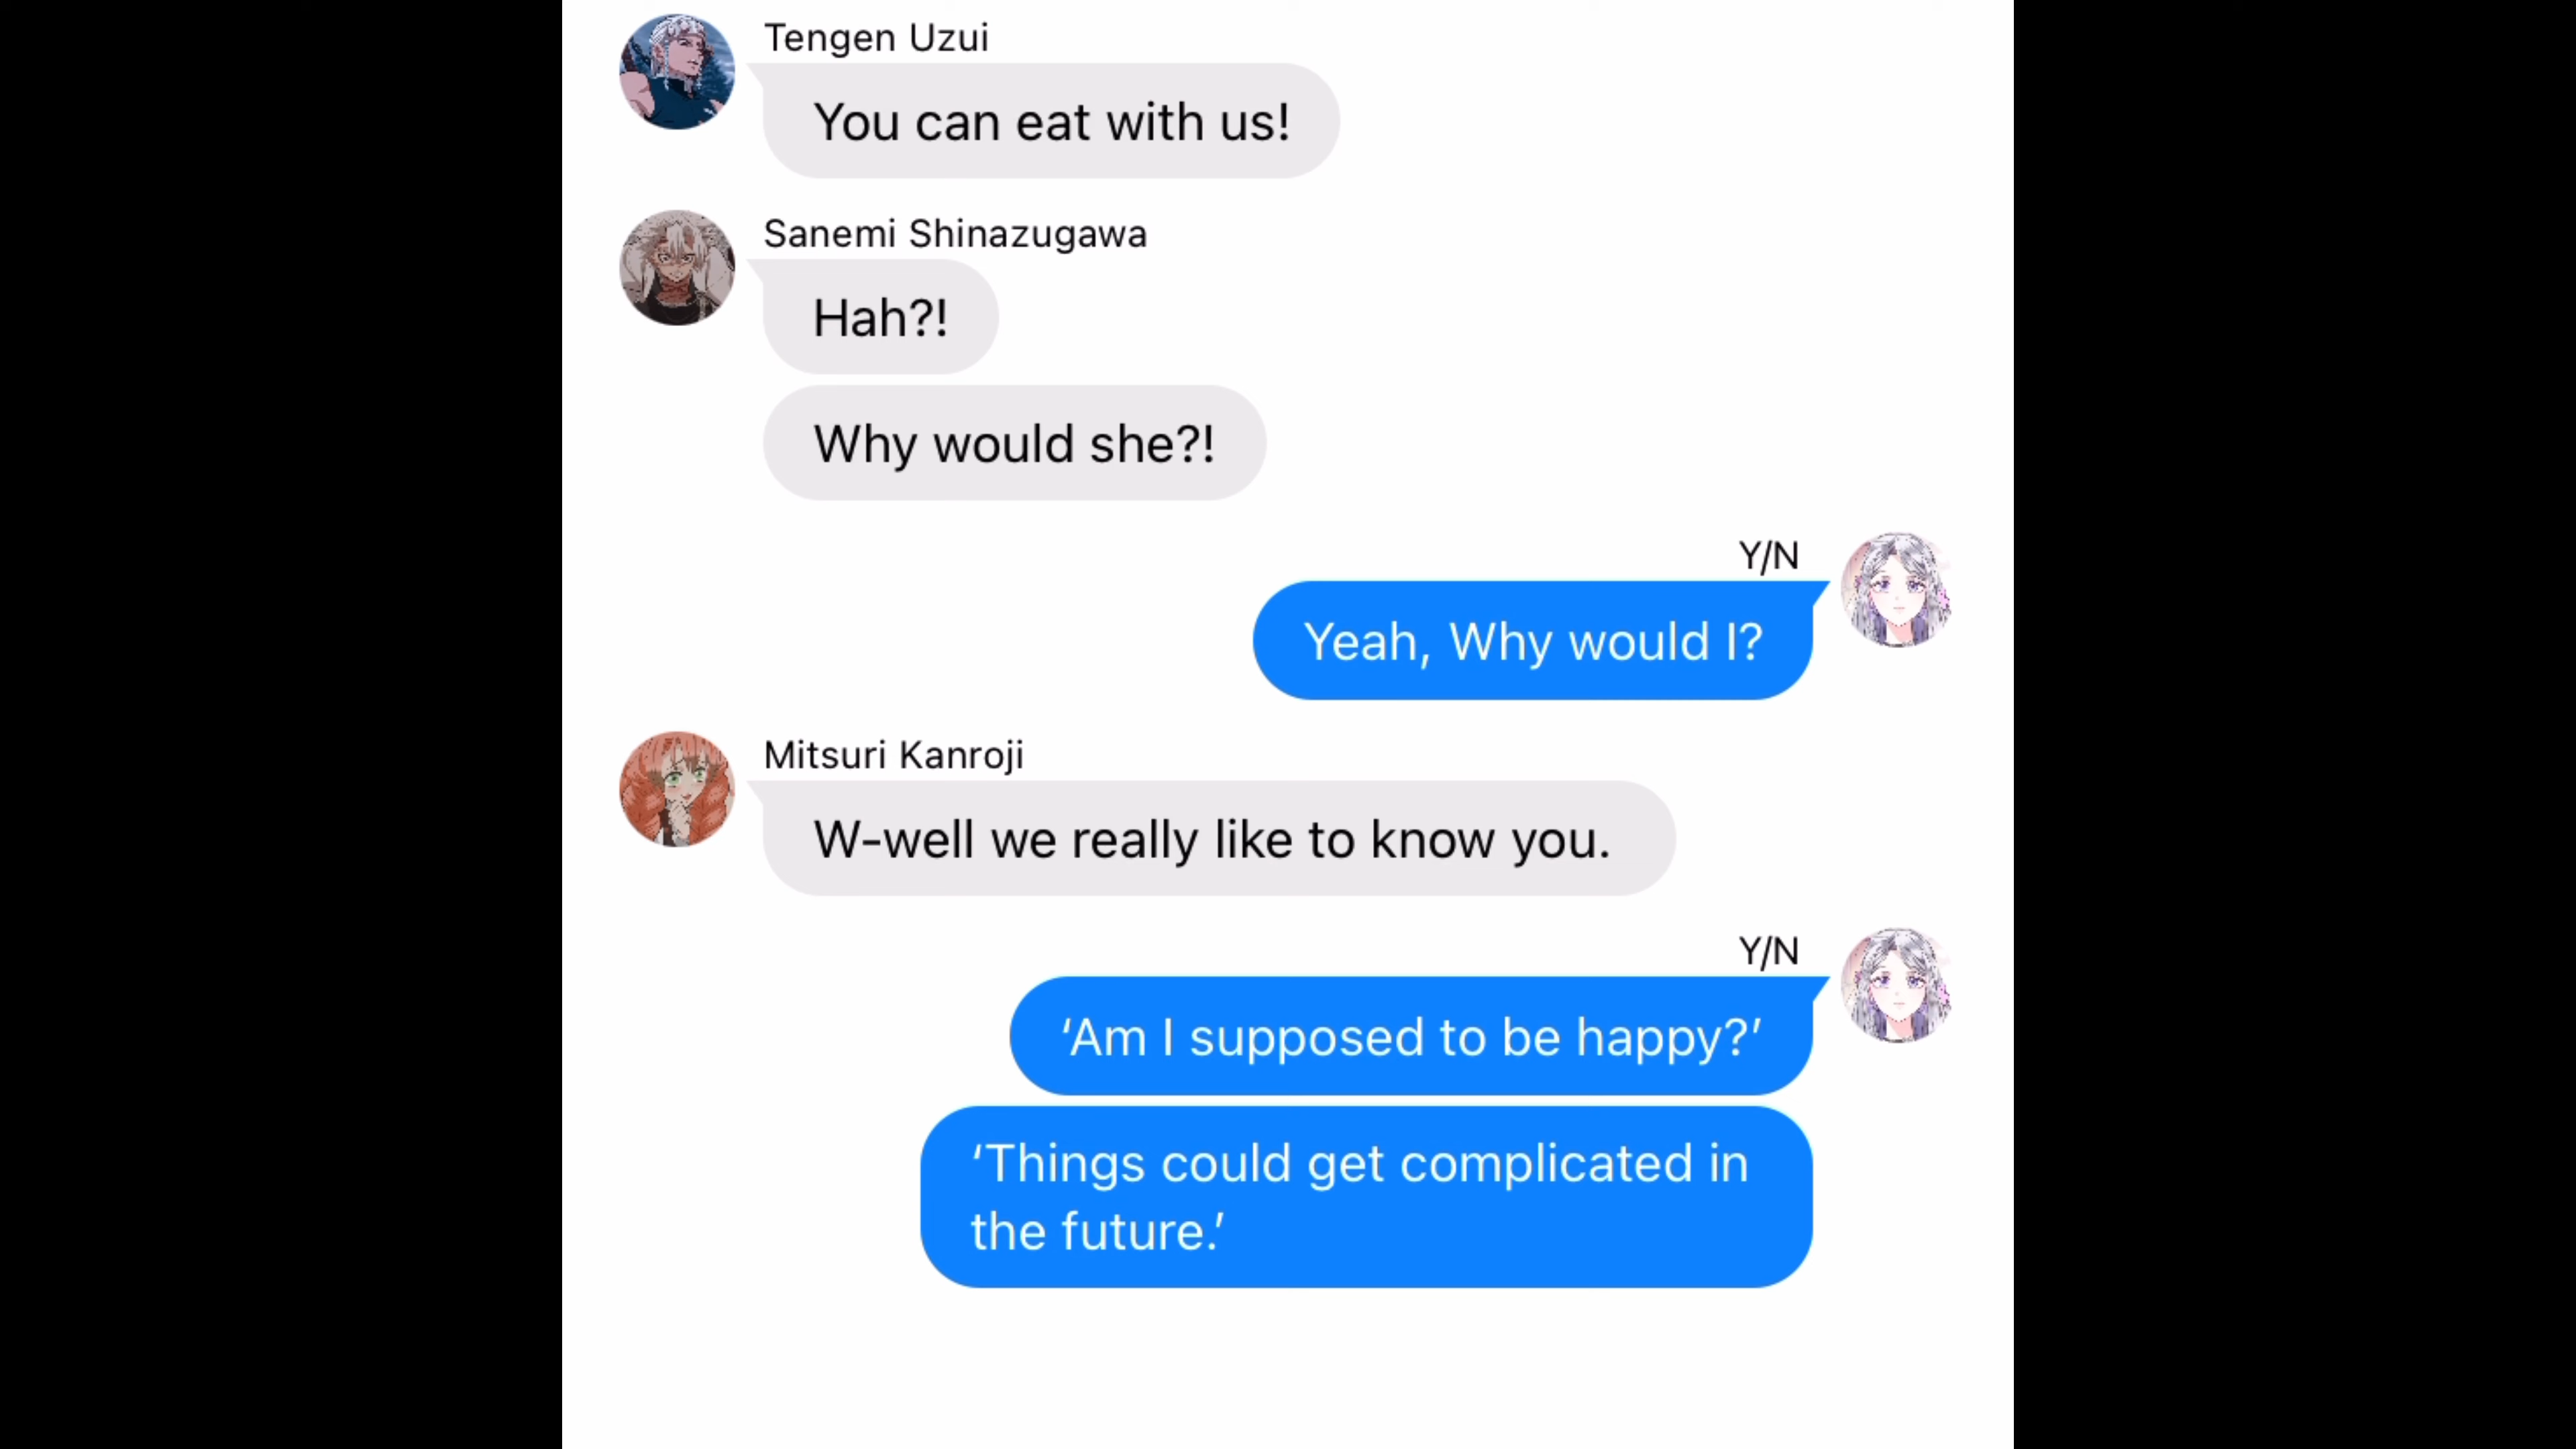 Tengen Uzui
You can eat with us!
Sanemi Shinazugawa
Hah?!
Why would she?!
Y/N
Yeah, Why would I?
Mitsuri Kanroji
W-well we really like to know you.
Y/N
‘Am I supposed to be happy?’
‘Things could get complicated in
the future.’